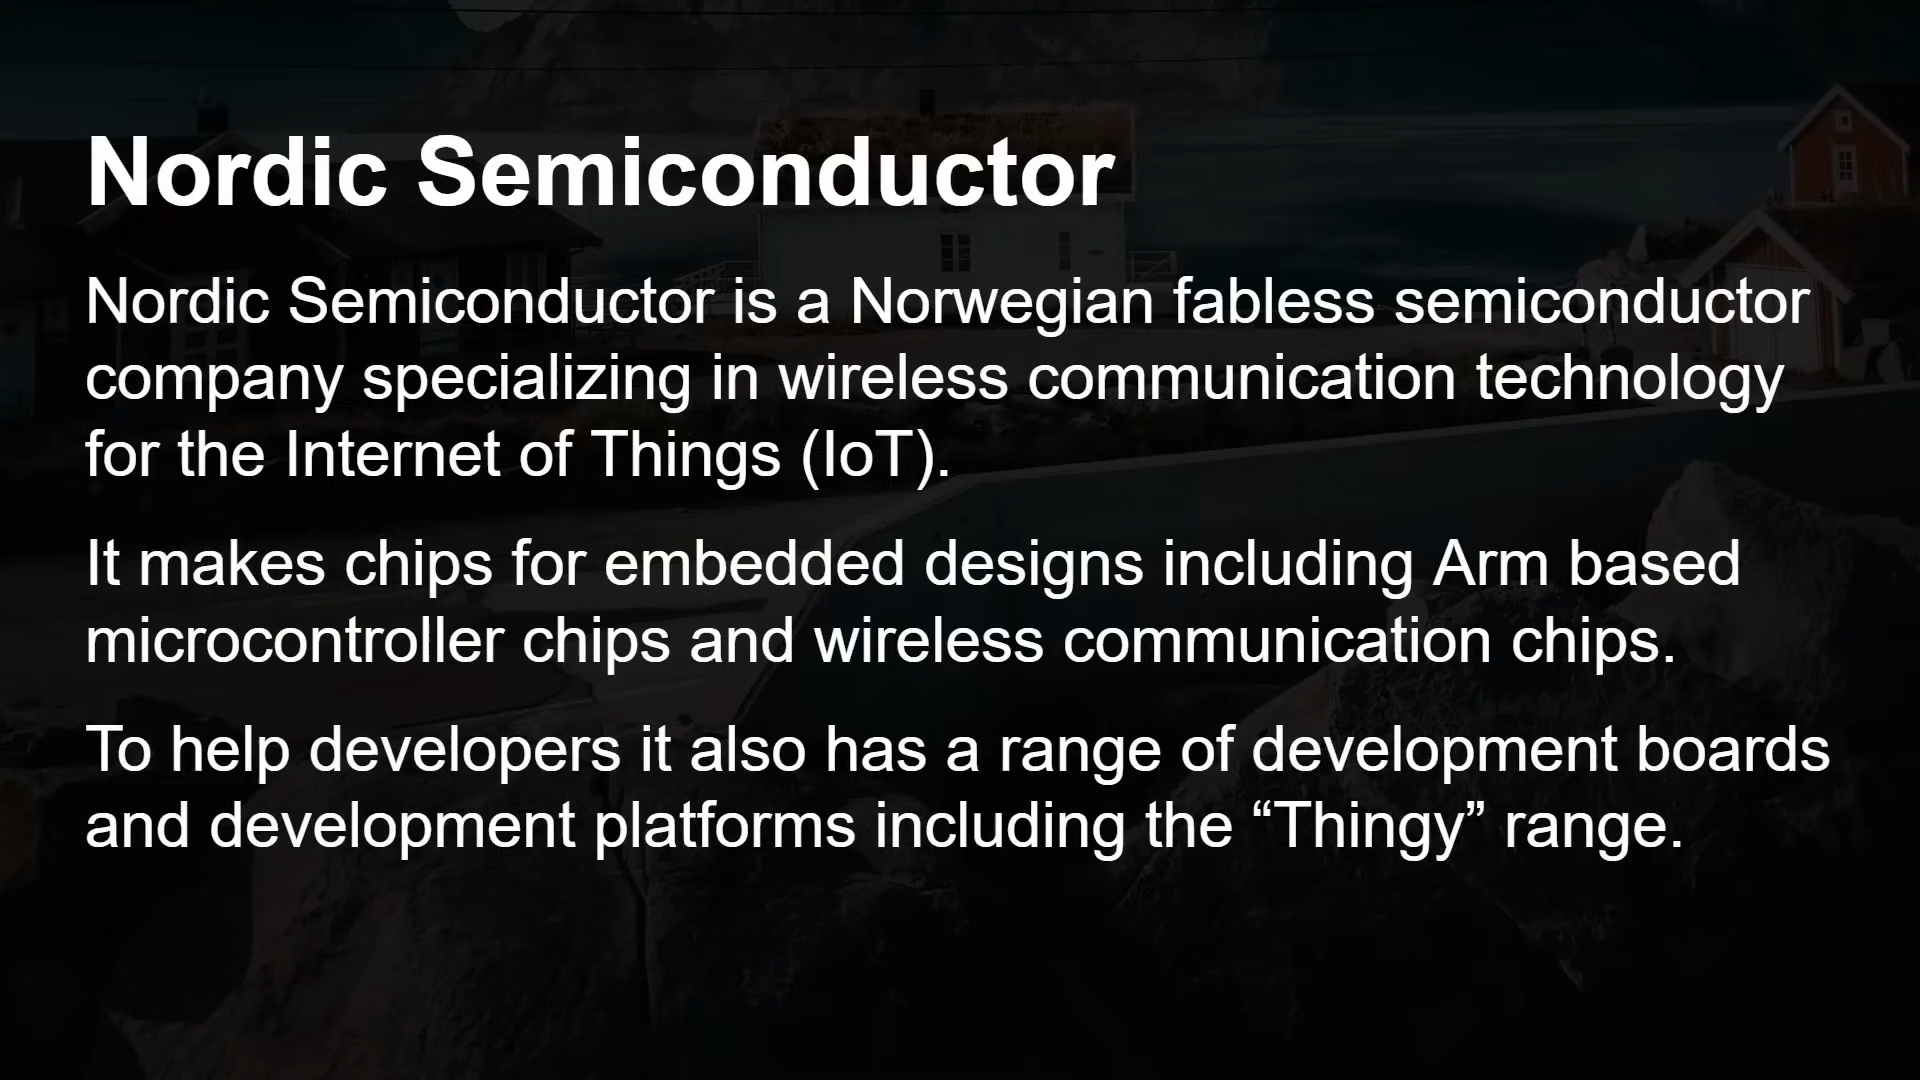 Nordic Semiconductor
Nordic Semiconductor is a Norwegian fabless semiconductor
company specializing in wireless communication technology
for the Internet of Things (IoT).
It makes chips for embedded designs including Arm based
microcontroller chips and wireless communication chips.
To help developers it also has a range of development boards
and development platforms including the “Thingy” range.